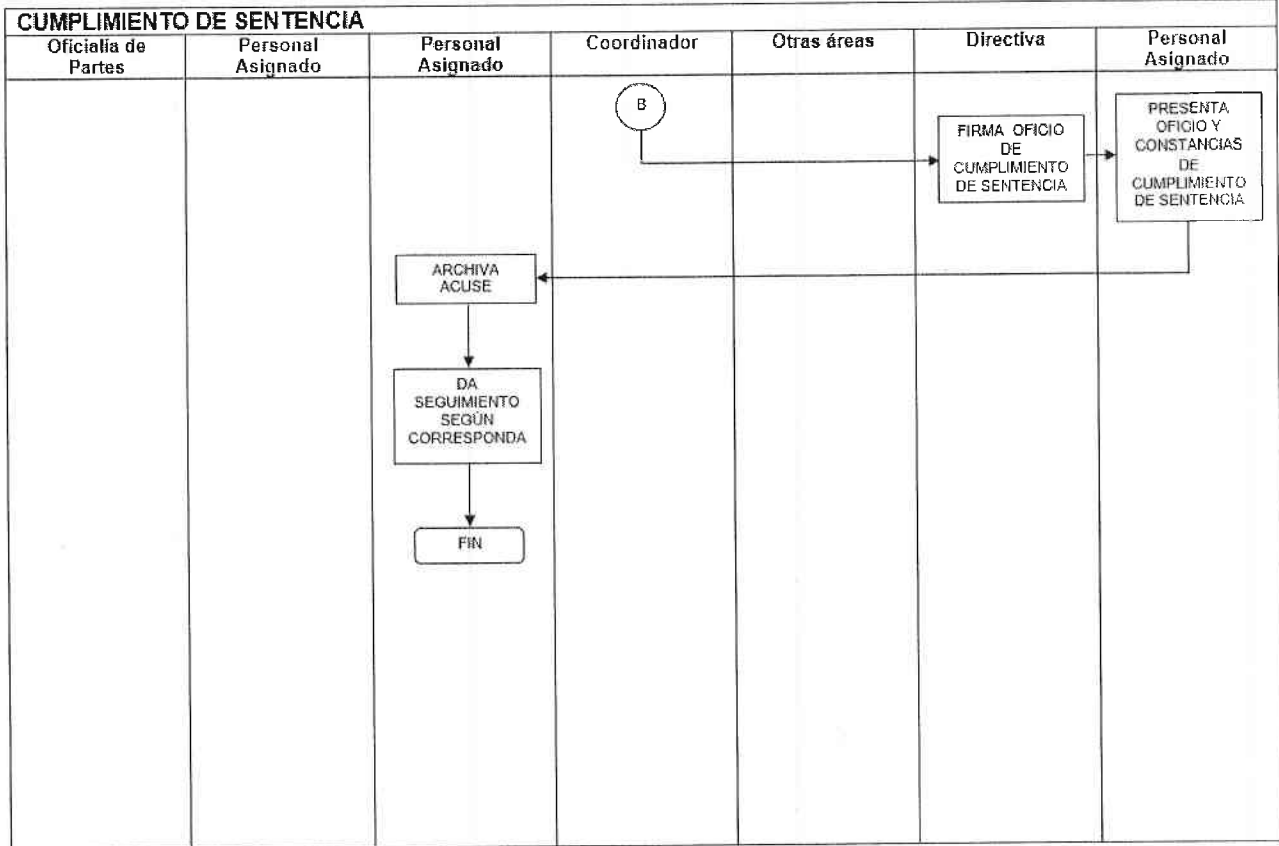 CUMPLIMIENTO DE SENTENCIA
Oficialía de
Partes
Personal
Asignado
Personal
Asignado
Coordinador
Otras áreas
Directiva
Personal
Asignado
B
FIRMA OFICIO
DE
CUMPLIMIENTO
DE SENTENCIA
PRESENTA
OFICIO Y
CONSTANCIAS
DE
CUMPLIMIENTO
DE SENTENCIA
ARCHIVA
ACUSE
DA
SEGUIMIENTO
SEGÚN
CORRESPONDA
FIN